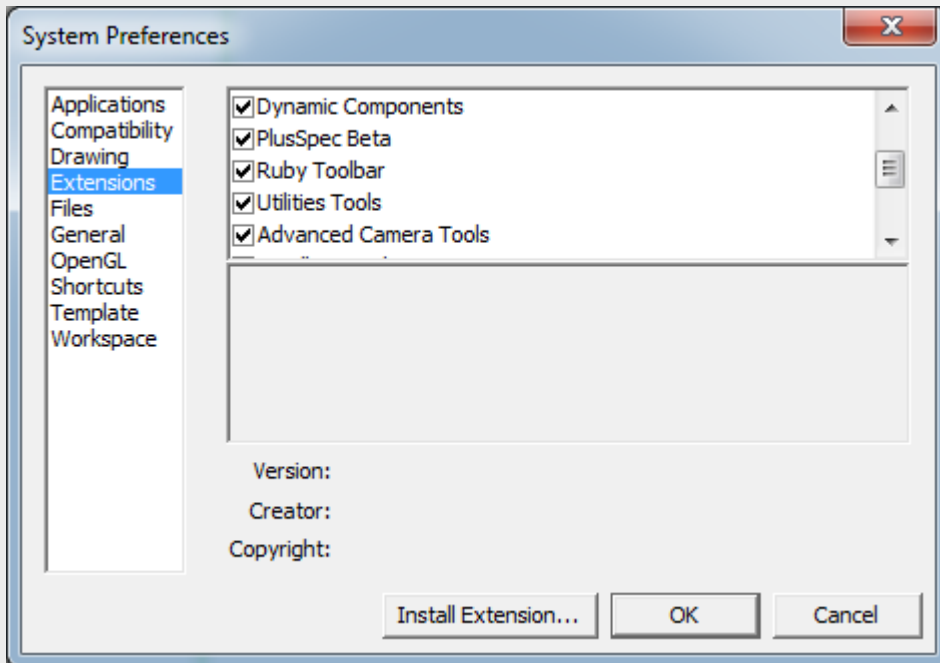 System Preferences
Applications
Compatibility
Drawing
Extensions
Files
General
OpenGL
Shortcuts
Template
Workspace
Dynamic Components
PlusSpec Beta
Ruby Toolbar
Utilities Tools
Advanced Camera Tools
Version:
Creator:
Copyright:
Install Extension...
OK
Cancel